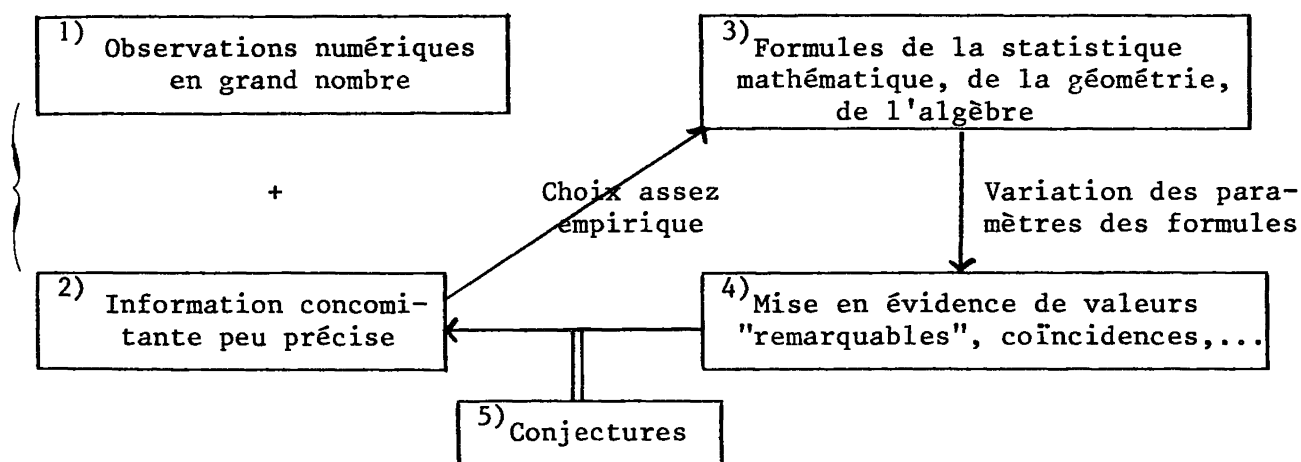 1) Observations numériques
en grand nombre
+
2) Information concomi-
tante peu précise
Choix assez
empirique
3) Formules de la statistique
mathématique, de la géométrie,
de l'algèbre
Variation des para-
mètres des formules
4) Mise en évidence de valeurs
"remarquables", coïncidences,...
5) Conjectures